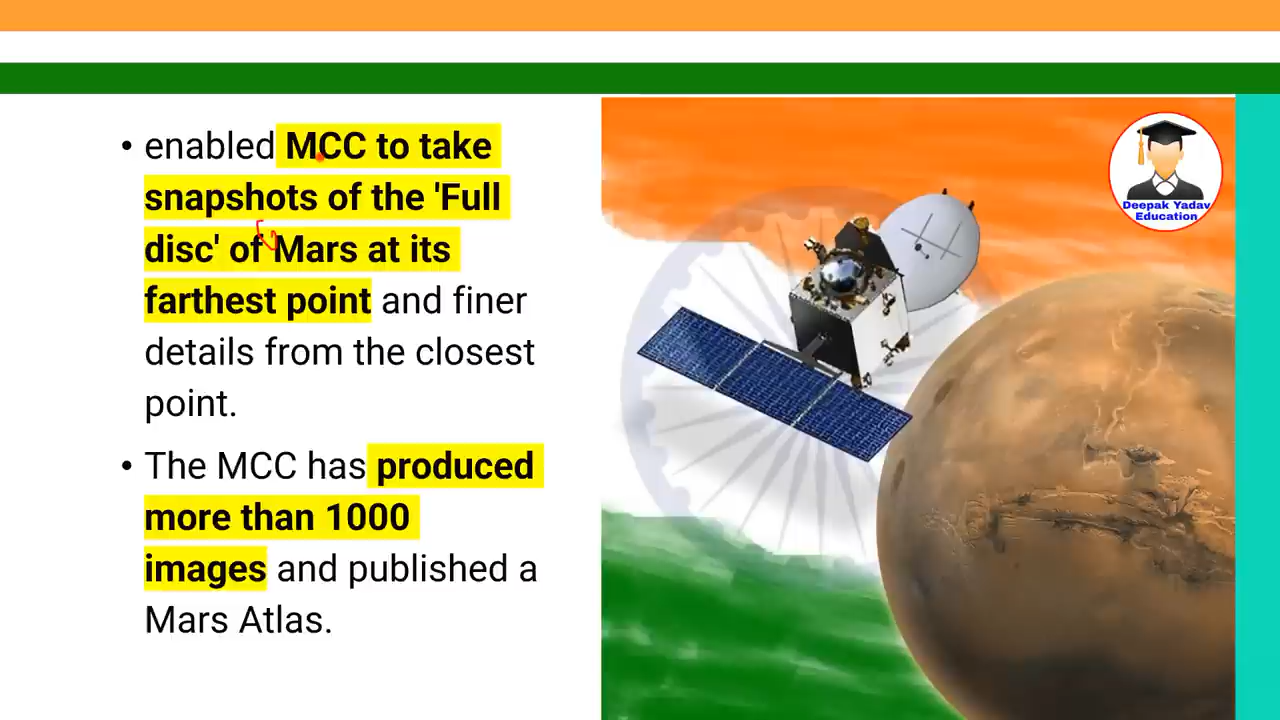 • enabled MCC to take
snapshots of the 'Full
disc' of Mars at its
farthest point and finer
details from the closest
point.
• The MCC has produced
more than 1000
images and published a
Mars Atlas.
Deepak Yadav
Education